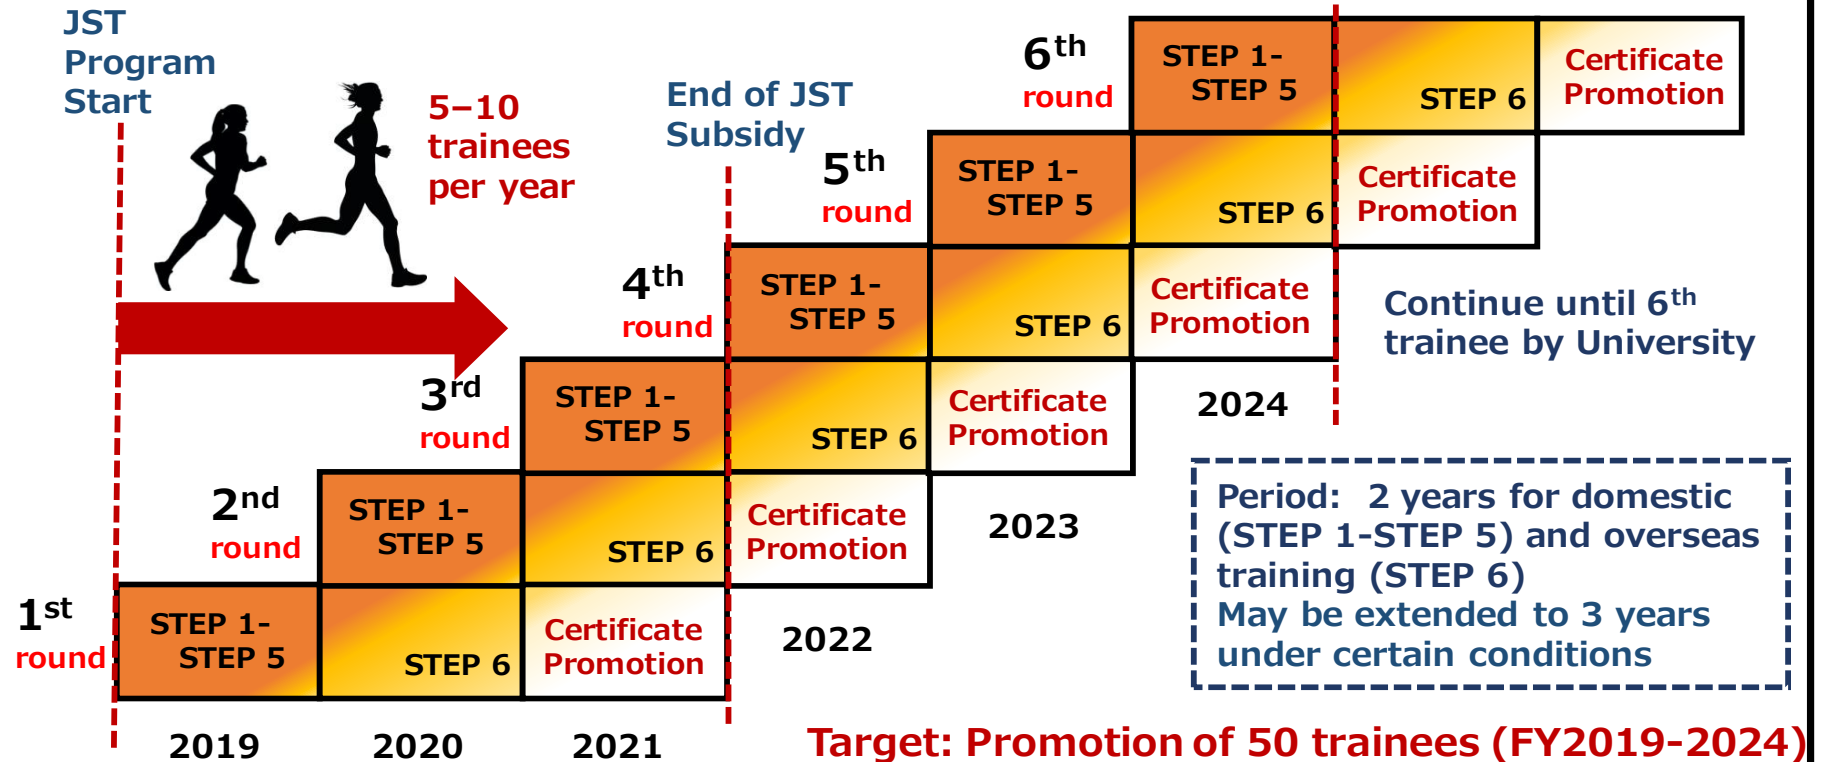 JST
Program
Start
5–10
trainees
per year
End of JST
Subsidy
6th
round
STEP 1-
STEP 5
STEP 6
Certificate
Promotion
5th
round
STEP 1-
STEP 5
STEP 6
Certificate
Promotion
4th
round
STEP 1-
STEP 5
STEP 6
Certificate
Promotion
Continue until 6th
trainee by University
3rd
round
STEP 1-
STEP 5
STEP 6
Certificate
Promotion
2024
2nd
round
STEP 1-
STEP 5
STEP 6
Certificate
Promotion
2023
Period: 2 years for domestic
(STEP 1-STEP 5) and overseas
training (STEP 6)
May be extended to 3 years
under certain conditions
1st
round
STEP 1-
STEP 5
STEP 6
Certificate
Promotion
2022
2019
2020
2021
Target: Promotion of 50 trainees (FY2019-2024)